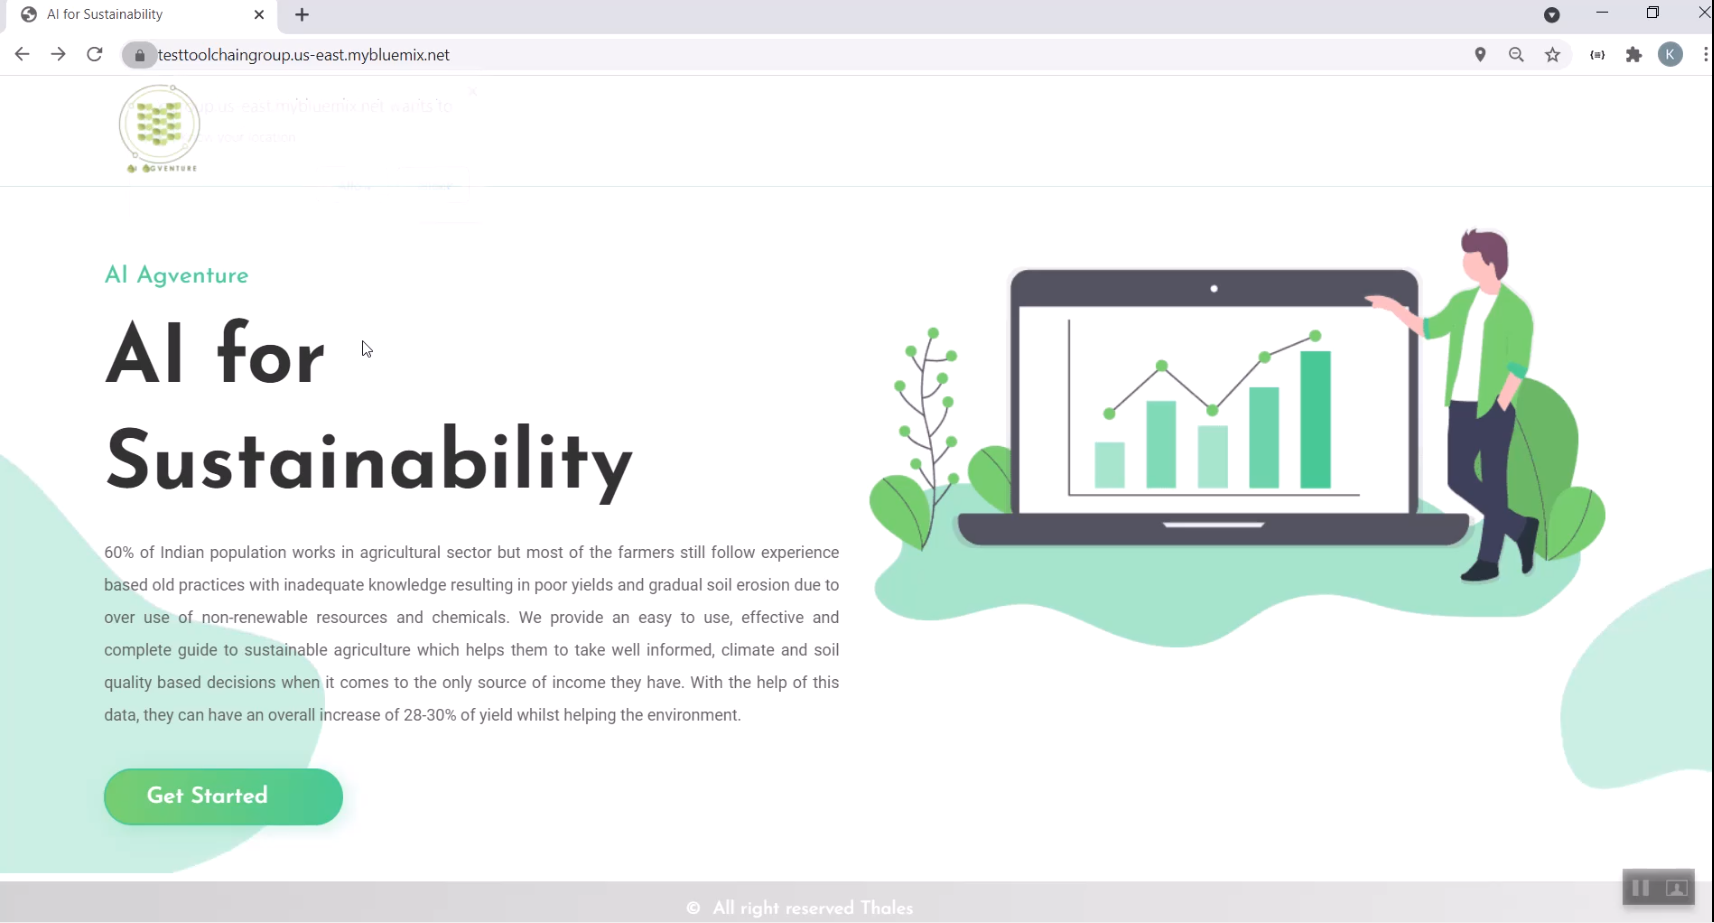 AI for Sustainability
testtoolchaingroup.us-east.mybluemix.net
us-east.mybluemix.net wants to
your location
AI AGVENTURE
AI Agventure
AI for
Sustainability
60% of Indian population works in agricultural sector but most of the farmers still follow experience
based old practices with inadequate knowledge resulting in poor yields and gradual soil erosion due to
over use of non-renewable resources and chemicals. We provide an easy to use, effective and
complete guide to sustainable agriculture which helps them to take well informed, climate and soil
quality based decisions when it comes to the only source of income they have. With the help of this
data, they can have an overall increase of 28-30% of yield whilst helping the environment.
Get Started
© All right reserved Thales
K